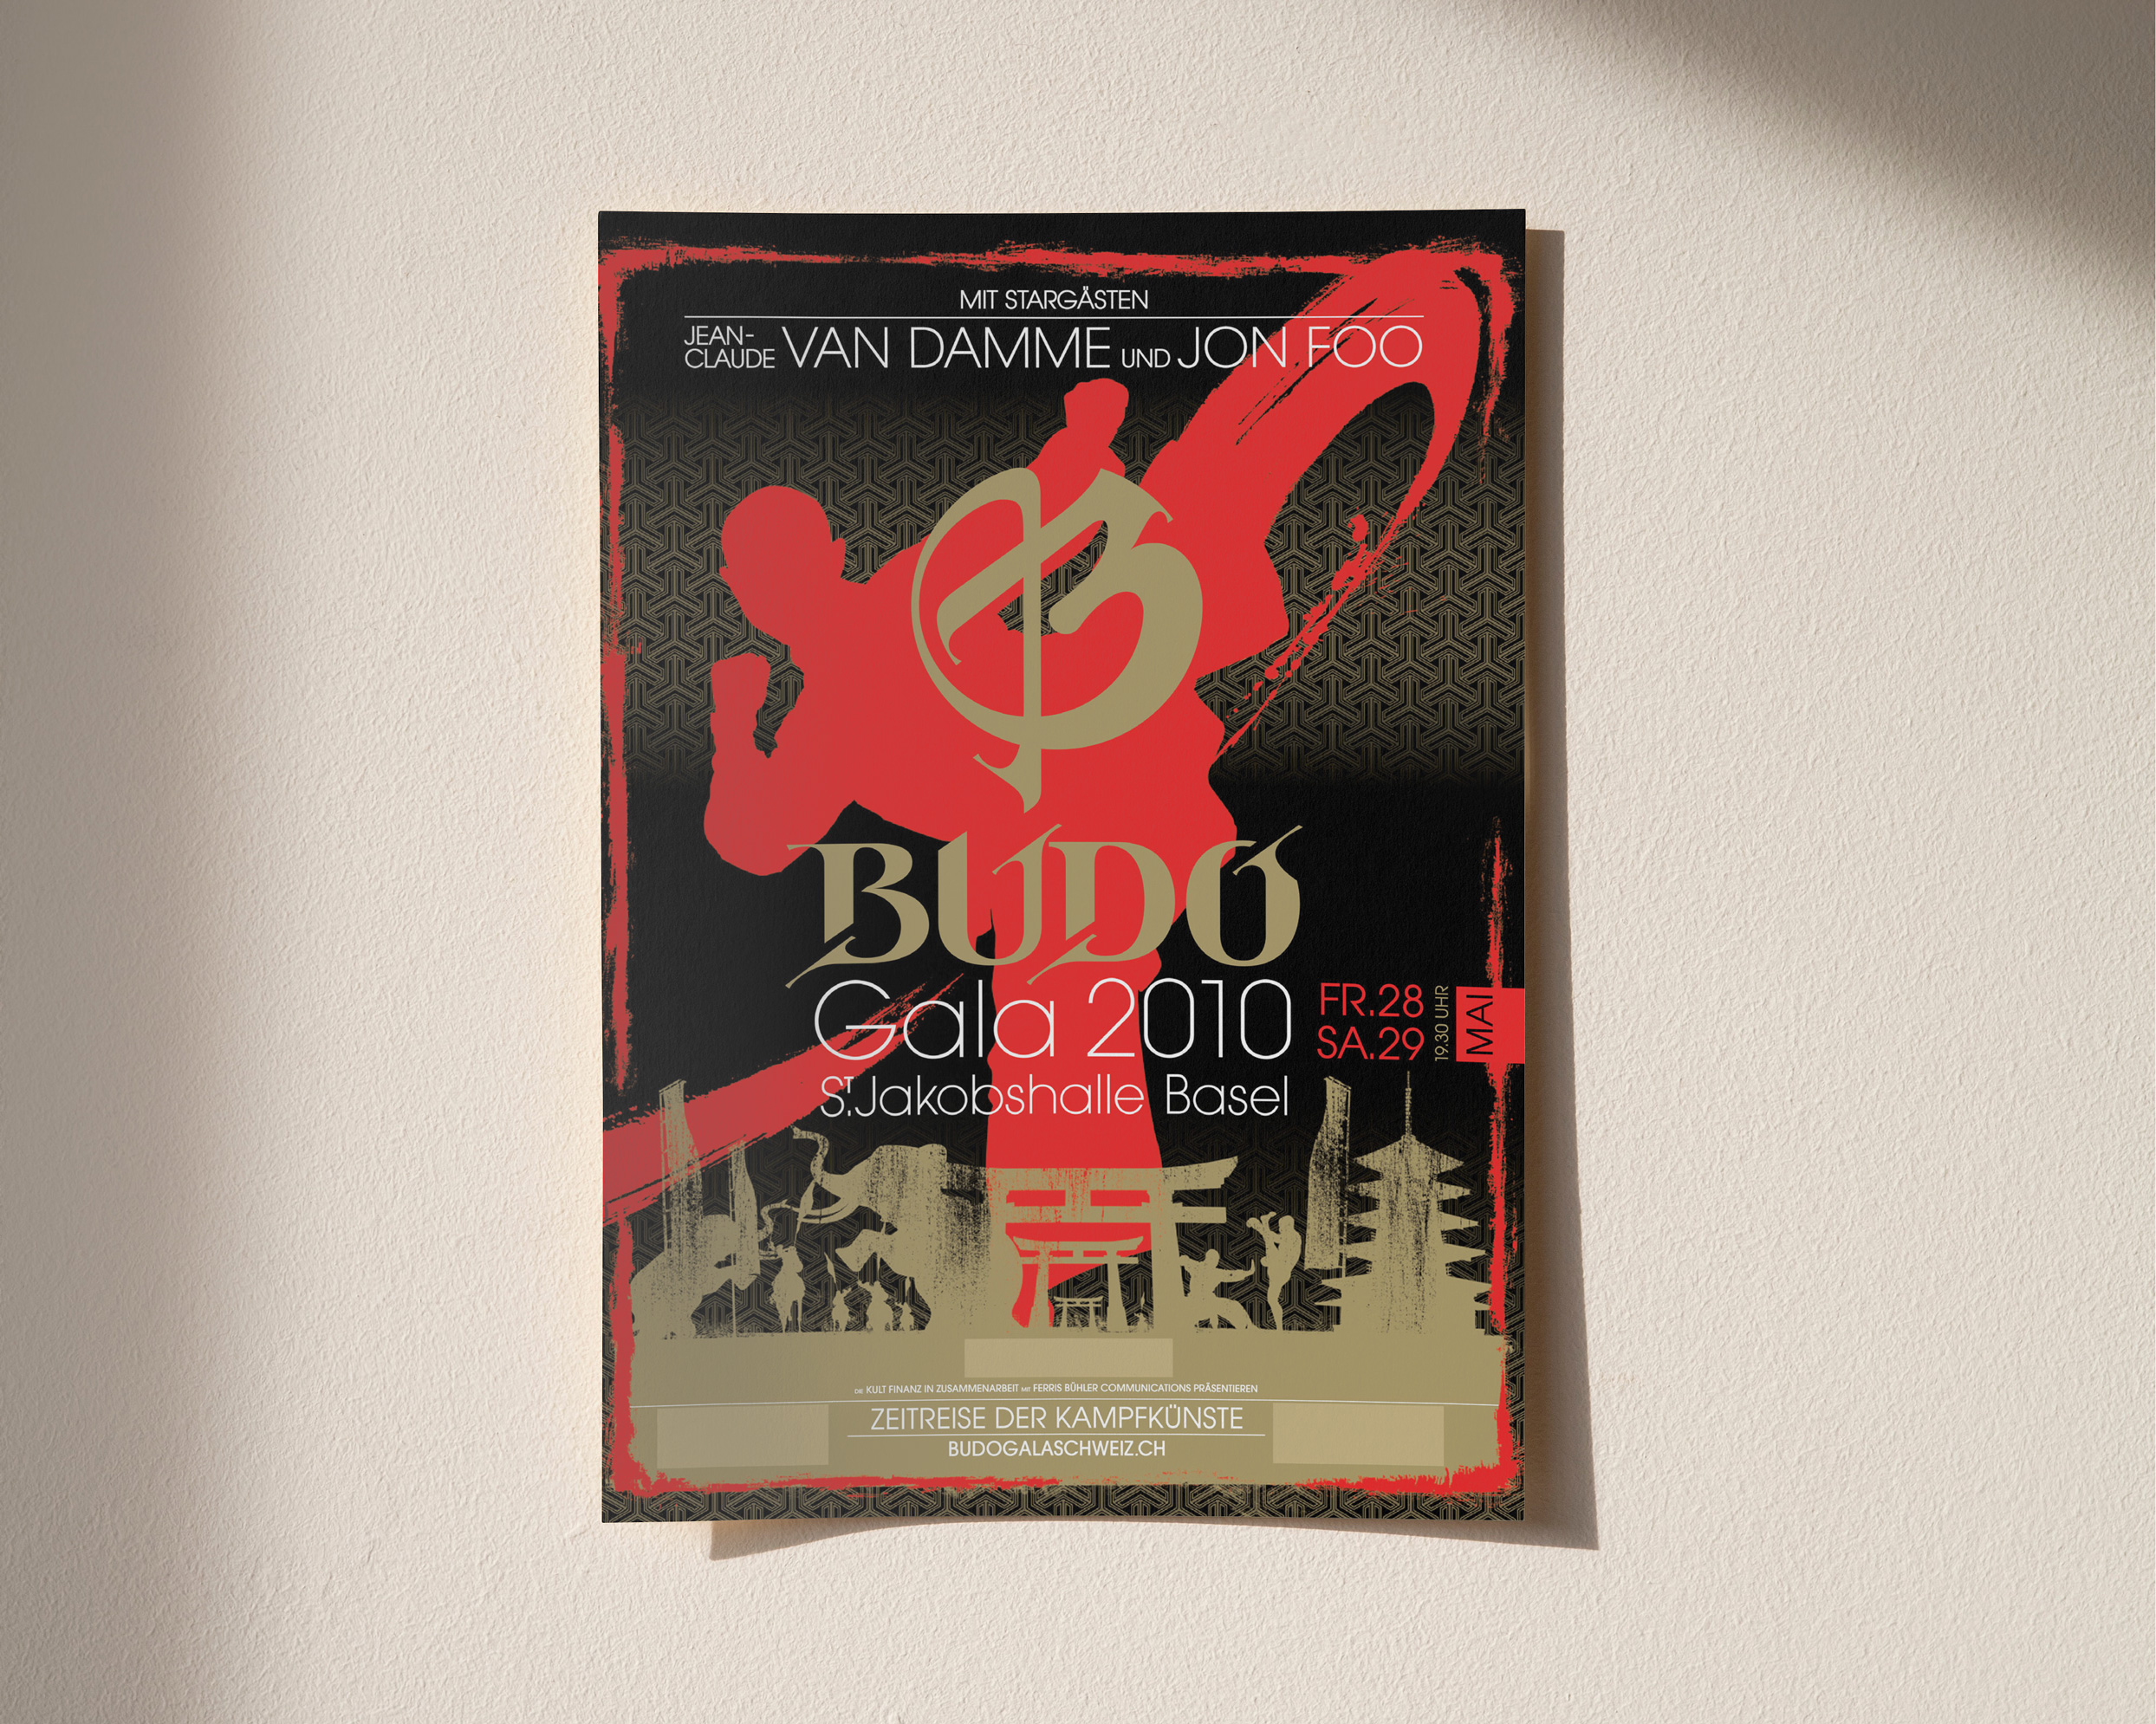 MIT STARGÄSTEN
JEAN-CLAUDE VAN DAMME UND JON FOO
B
BUDO
Gala 2010
FR.28
SA.29
19.30 UHR
MAI
ST. Jakobshalle Basel
DIE KULT FINANZ IN ZUSAMMENARBEIT MIT FERRIS BÜHLER COMMUNICATIONS PRÄSENTIEREN
ZEITREISE DER KAMPFKÜNSTE
BUDOGALASCHWEIZ.CH